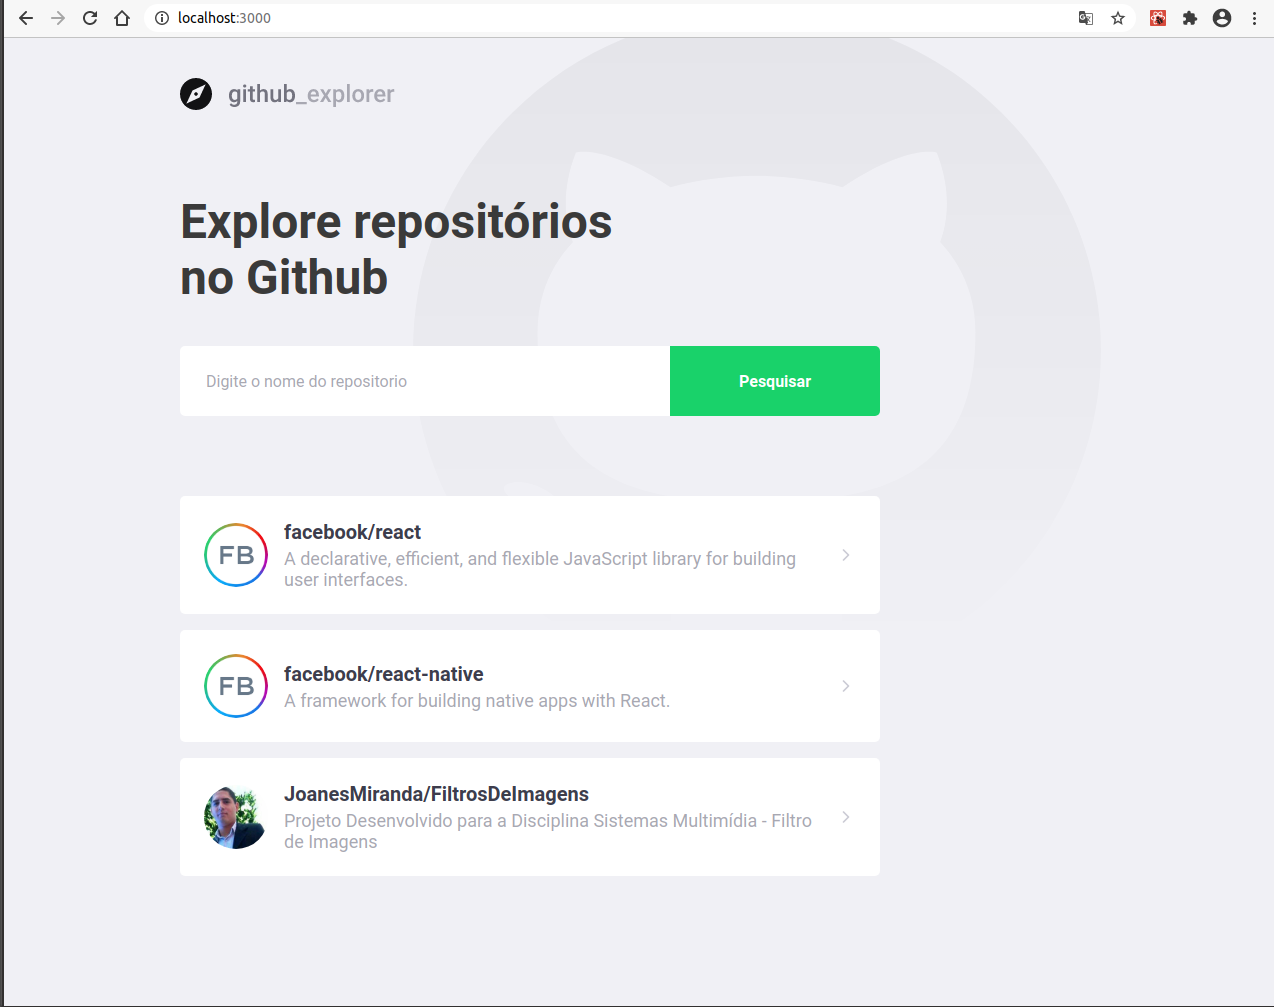 localhost:3000
github_explorer
Explore repositórios
no Github
Digite o nome do repositorio
Pesquisar
FB
facebook/react
A declarative, efficient, and flexible JavaScript library for building
user interfaces.
FB
facebook/react-native
A framework for building native apps with React.
JoanesMiranda/FiltrosDeImagens
Projeto Desenvolvido para a Disciplina Sistemas Multimídia - Filtro
de Imagens